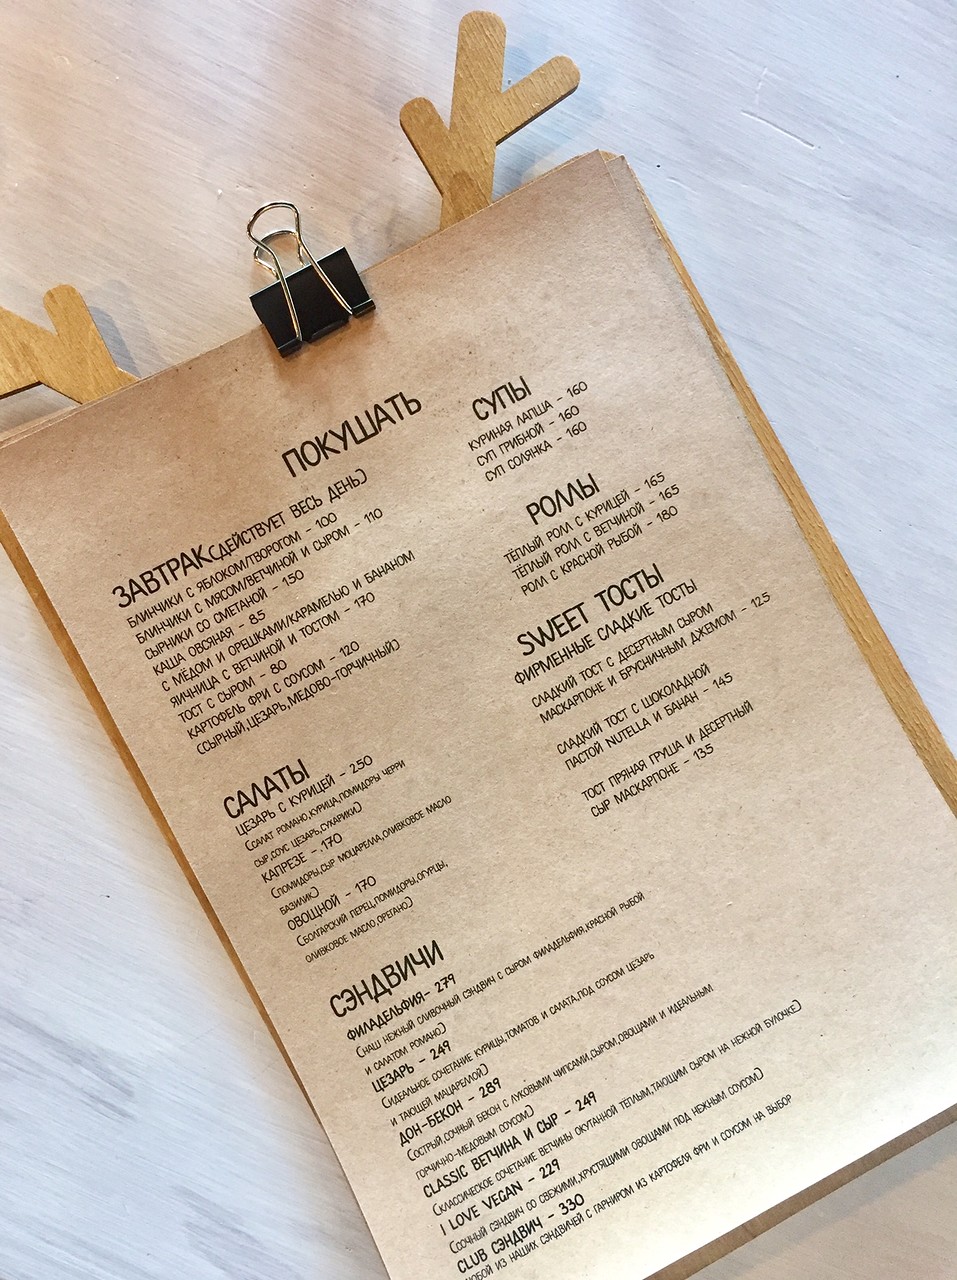 ПОКУШАТЬ
ЗАВТРАК(ДЕЙСТВУЕТ ВЕСЬ ДЕНЬ)
БЛИНЧИКИ С ЯБЛОКОМ/ТВОРОГОМ - 100
БЛИНЧИКИ С МЯСОМ/ВЕТЧИНОЙ И СЫРОМ - 110
СЫРНИКИ СО СМЕТАНОЙ - 150
КАША ОВСЯНАЯ - 85
С МЁДОМ И ОРЕШКАМИ/КАРАМЕЛЬЮ И БАНАНОМ
ЯИЧНИЦА С ВЕТЧИНОЙ И ТОСТОМ - 170
ТОСТ С СЫРОМ - 80
КАРТОФЕЛЬ ФРИ С СОУСОМ - 120
(СЫРНЫЙ,ЦЕЗАРЬ,МЕДОВО-ГОРЧИЧНЫЙ)
САЛАТЫ
ЦЕЗАРЬ С КУРИЦЕЙ - 250
(САЛАТ РОМАНО,КУРИЦА,ПОМИДОРЫ ЧЕРРИ
СЫР,СОУС ЦЕЗАРЬ,СУХАРИКИ)
КАПРЕЗЕ - 170
(ПОМИДОРЫ,СЫР МОЦАРЕЛЛА,ОЛИВКОВОЕ МАСЛО
БАЗИЛИК)
ОВОЩНОЙ - 170
(БОЛГАРСКИЙ ПЕРЕЦ,ПОМИДОРЫ,ОГУРЦЫ,
ОЛИВКОВОЕ МАСЛО,ОРЕГАНО)
СУПЫ
КУРИНАЯ ЛАПША - 160
СУП ГРИБНОЙ - 160
СУП СОЛЯНКА - 160
РОЛЛЫ
ТЁПЛЫЙ РОЛЛ С КУРИЦЕЙ - 165
ТЁПЛЫЙ РОЛЛ С ВЕТЧИНОЙ - 165
РОЛЛ С КРАСНОЙ РЫБОЙ - 180
SWEET ТОСТЫ
ФИРМЕННЫЕ СЛАДКИЕ ТОСТЫ
СЛАДКИЙ ТОСТ С ДЕСЕРТНЫМ СЫРОМ
МАСКАРПОНЕ И БРУСНИЧНЫМ ДЖЕМОМ - 125
СЛАДКИЙ ТОСТ С ШОКОЛАДНОЙ
ПАСТОЙ NUTELLA И БАНАН - 145
ТОСТ ПРЯНАЯ ГРУША И ДЕСЕРТНЫЙ
СЫР МАСКАРПОНЕ - 135
СЭНДВИЧИ
ФИЛАДЕЛЬФИЯ- 279
(НАШ НЕЖНЫЙ СЛИВОЧНЫЙ СЭНДВИЧ С СЫРОМ ФИЛАДЕЛЬФИЯ,КРАСНОЙ РЫБОЙ
И САЛАТОМ РОМАНО)
ЦЕЗАРЬ - 249
(ИДЕАЛЬНОЕ СОЧЕТАНИЕ КУРИЦЫ,ТОМАТОВ И САЛАТА,ПОД СОУСОМ ЦЕЗАРЬ
И ТАЮЩЕЙ МАЦАРЕЛЛОЙ)
ДОН-БЕКОН - 289
(ОСТРЫЙ,СОЧНЫЙ БЕКОН С ЛУКОВЫМИ ЧИПСАМИ,СЫРОМ,ОВОЩАМИ И ИДЕАЛЬНЫМ
ГОРЧИЧНО-МЕДОВЫМ СОУСОМ)
CLASSIC ВЕТЧИНА И СЫР - 249
(КЛАССИЧЕСКОЕ СОЧЕТАНИЕ ВЕТЧИНЫ ОКУТАННОЙ ТЁПЛЫМ,ТАЮЩИМ СЫРОМ НА НЕЖНОЙ БУЛОЧКЕ)
I LOVE VEGAN - 229
(СОЧНЫЙ СЭНДВИЧ СО СВЕЖИМИ,ХРУСТЯЩИМИ ОВОЩАМИ ПОД НЕЖНЫМ СОУСОМ)
CLUB СЭНДВИЧ - 330
ЛЮБОЙ ИЗ НАШИХ СЭНДВИЧЕЙ С ГАРНИРОМ ИЗ КАРТОФЕЛЯ ФРИ И СОУСОМ НА ВЫБОР